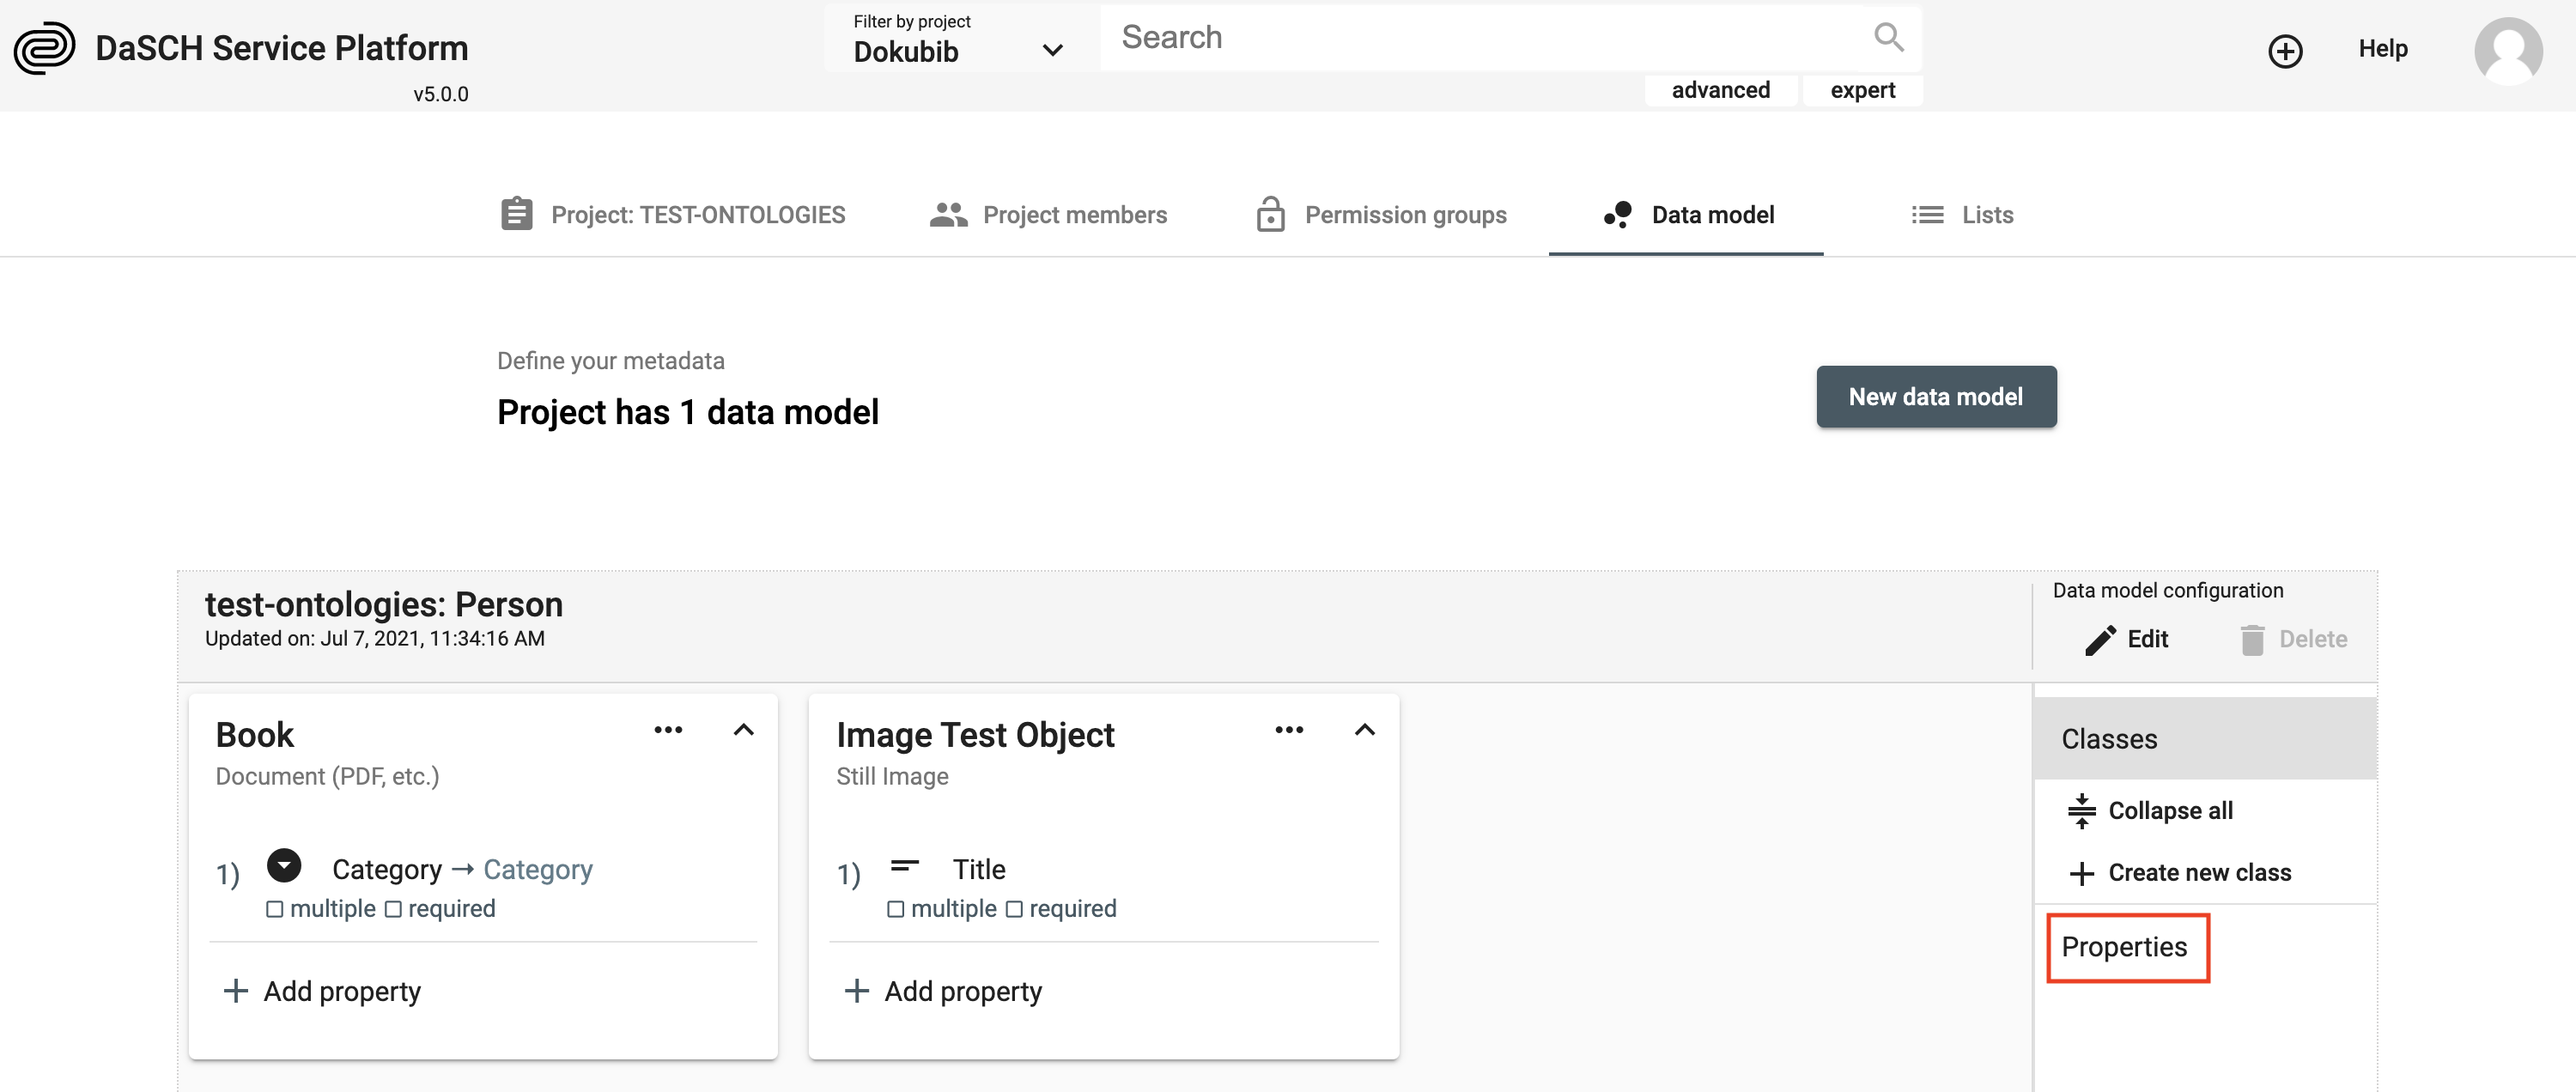 DaSCH Service Platform
v5.0.0
Filter by project
Dokubib
Search
advanced expert
Help
Project: TEST-ONTOLOGIES
Project members
Permission groups
Data model
Lists
Define your metadata
Project has 1 data model
New data model
test-ontologies: Person
Updated on: Jul 7, 2021, 11:34:16 AM
Data model configuration
Edit Delete
Book
Document (PDF, etc.)
1) Category → Category
multiple required
+ Add property
Image Test Object
Still Image
1) Title
multiple required
+ Add property
Classes
Collapse all
+ Create new class
Properties